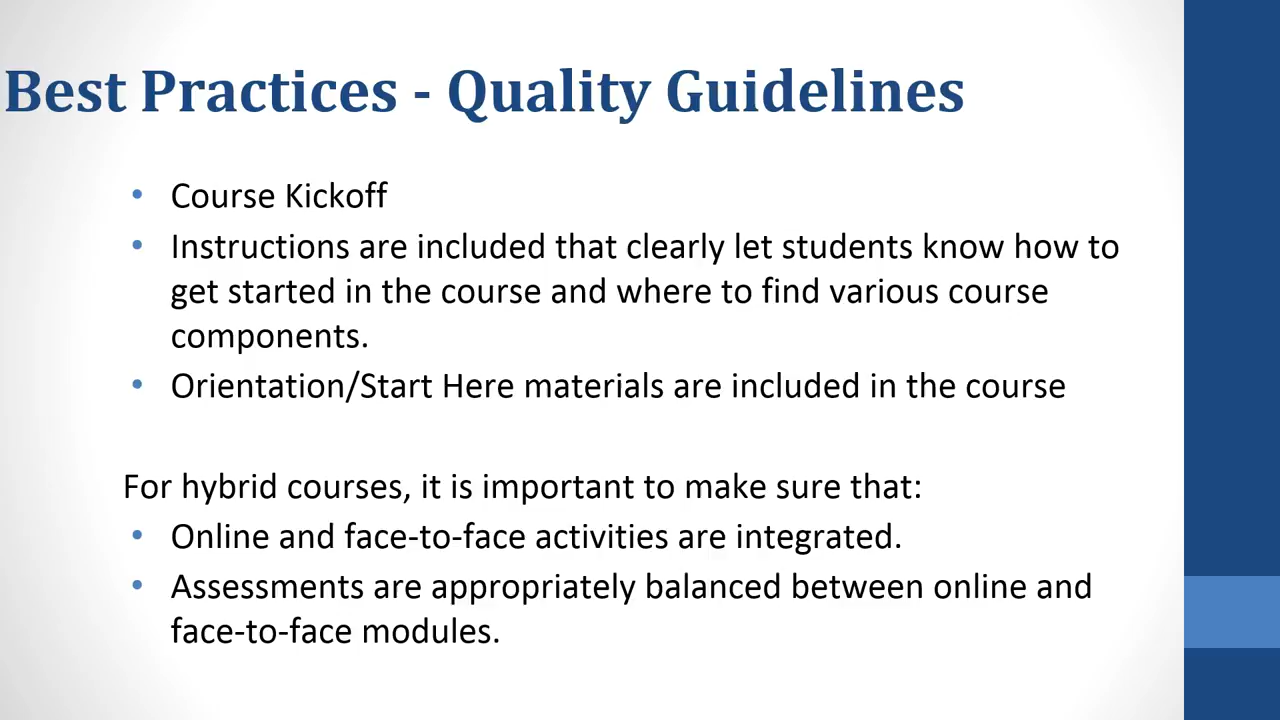 Best Practices - Quality Guidelines
• Course Kickoff
• Instructions are included that clearly let students know how to
get started in the course and where to find various course
components.
• Orientation/Start Here materials are included in the course
For hybrid courses, it is important to make sure that:
• Online and face-to-face activities are integrated.
• Assessments are appropriately balanced between online and
face-to-face modules.